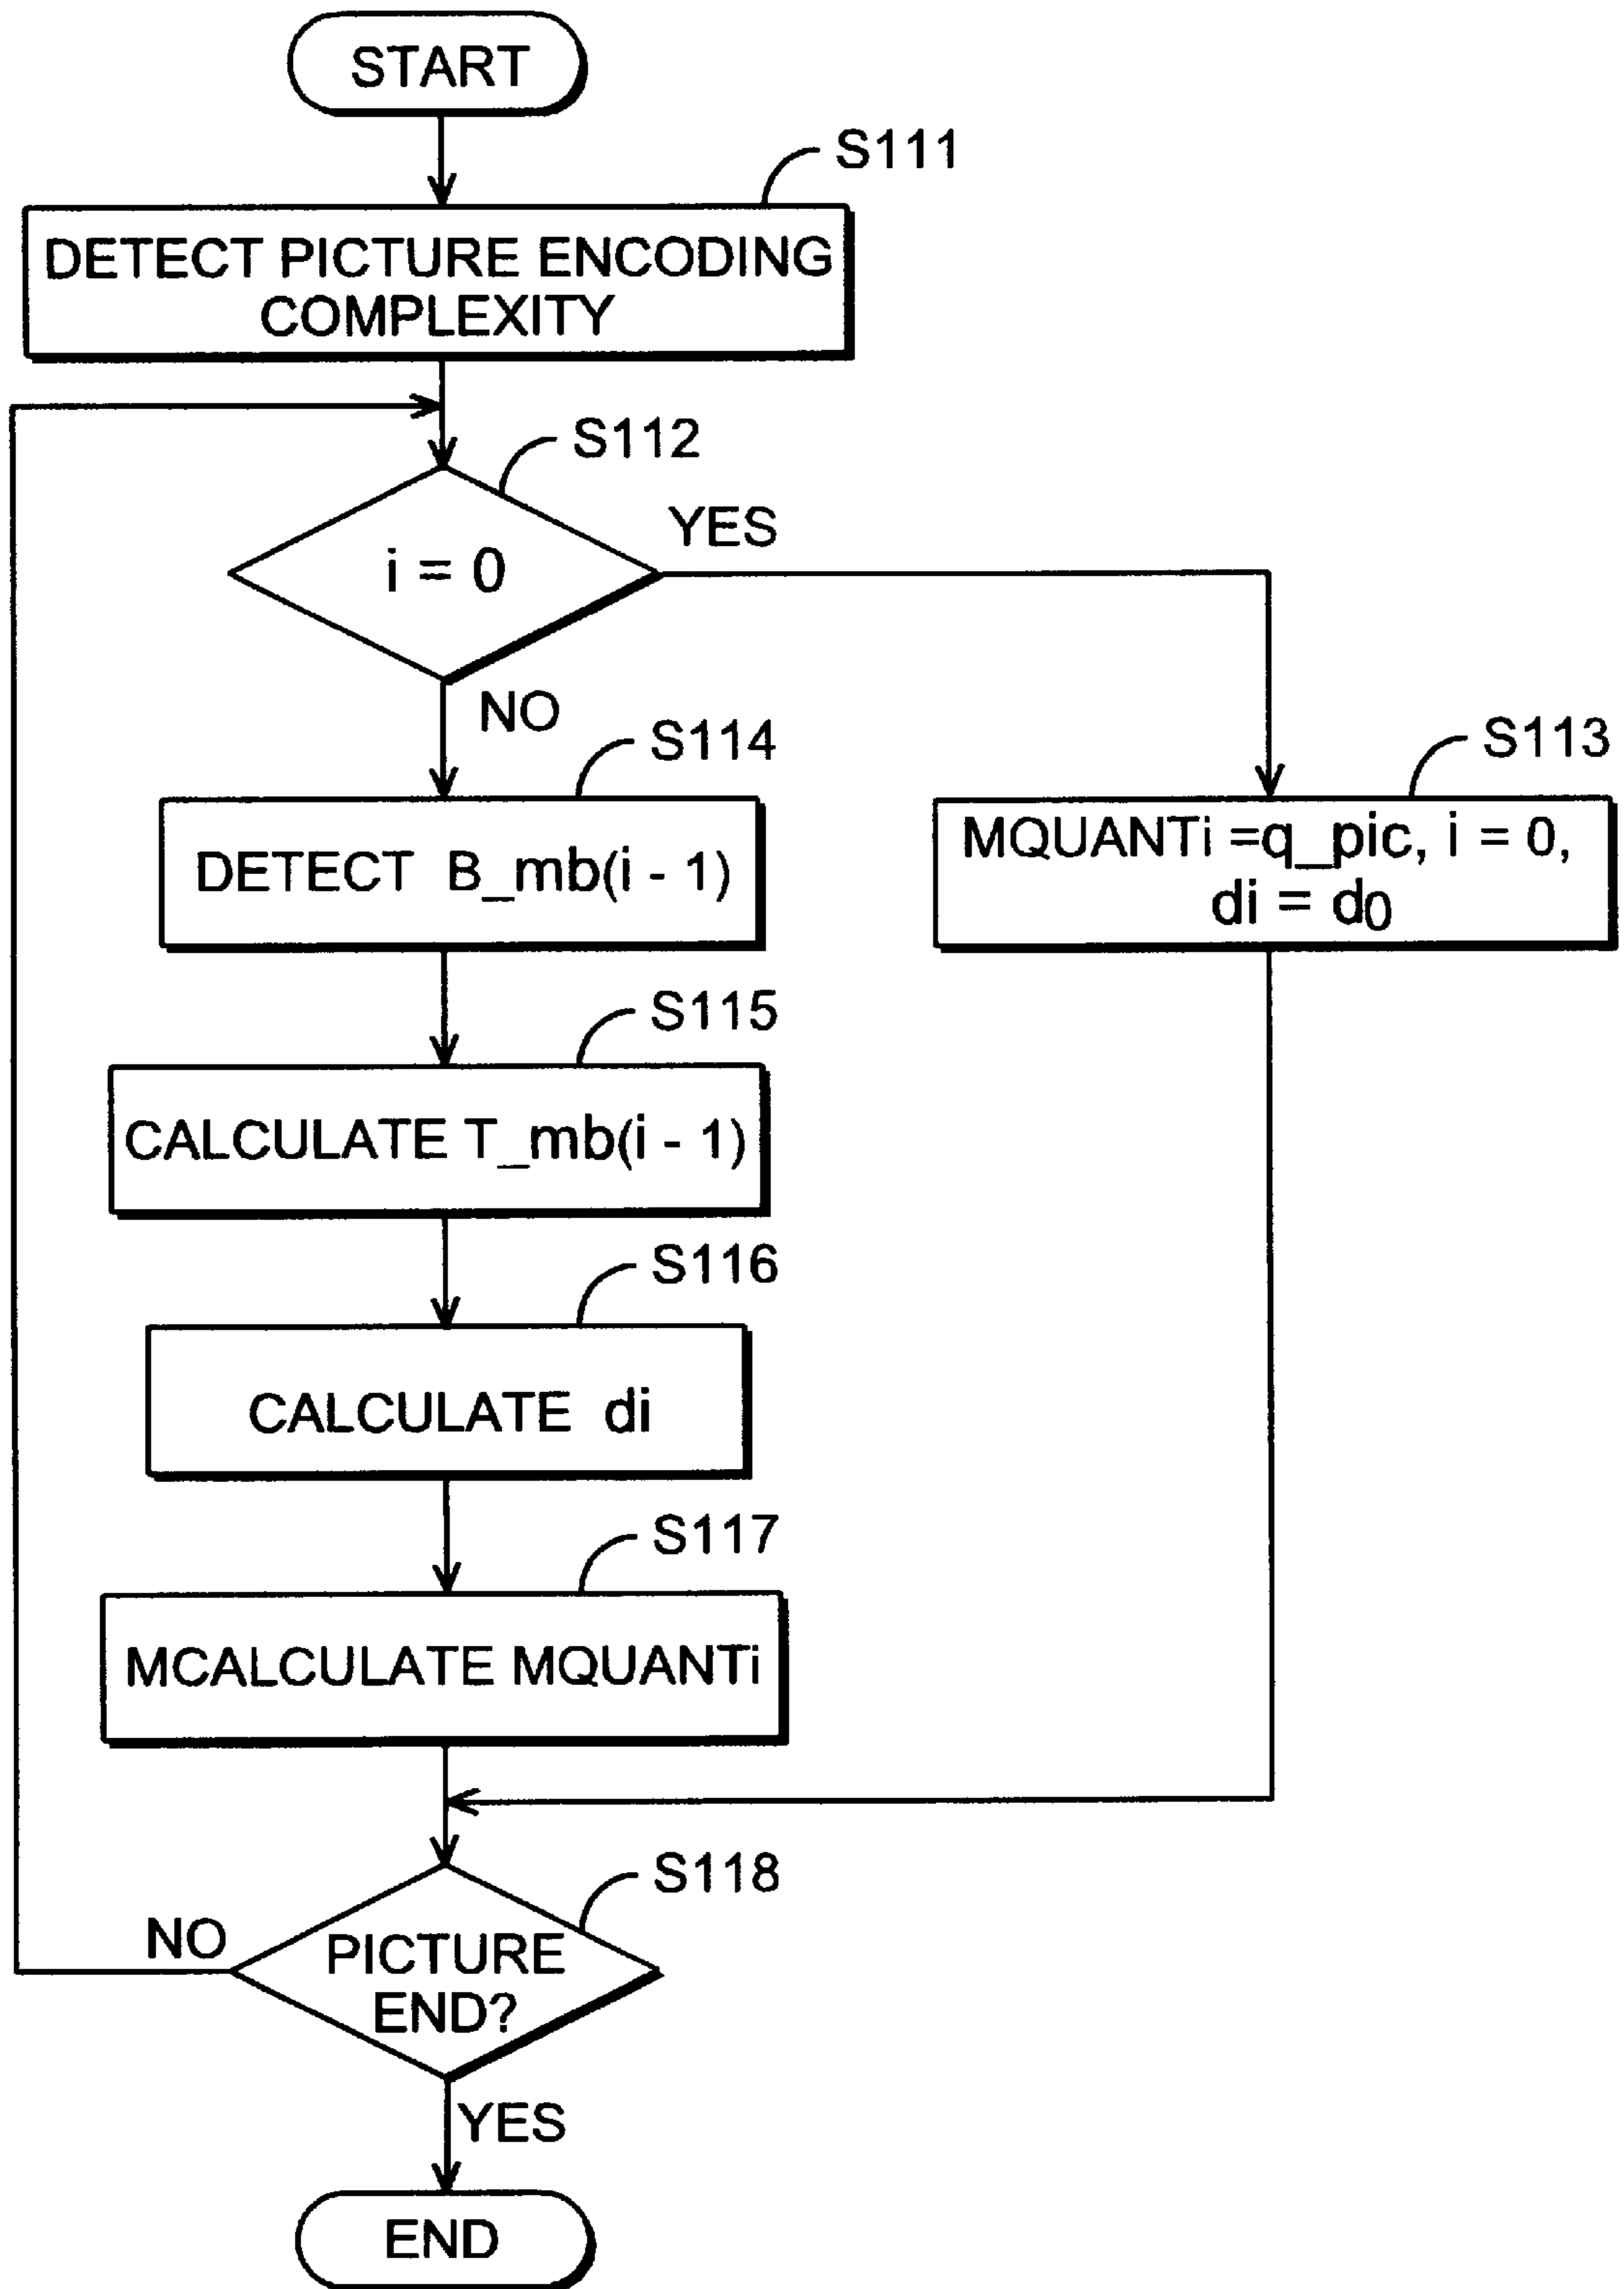 START
S111
DETECT PICTURE ENCODING
COMPLEXITY
S112
i = 0
YES
NO
S114
DETECT B_mb(i - 1)
S113
MQUANTi =q_pic, i = 0,
di = d0
S115
CALCULATE T_mb(i - 1)
S116
CALCULATE di
S117
MCALCULATE MQUANTi
S118
NO
PICTURE
END?
YES
END